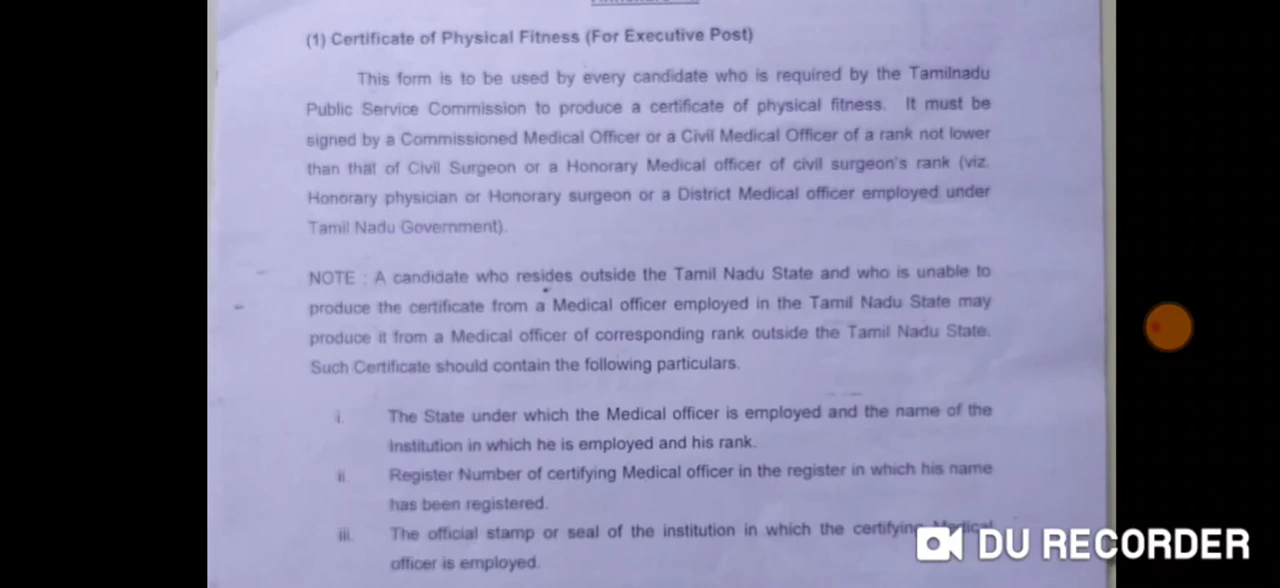 (1) Certificate of Physical Fitness (For Executive Post)
This form is to be used by every candidate who is required by the Tamilnadu
Public Service Commission to produce a certificate of physical fitness. It must be
signed by a Commissioned Medical Officer or a Civil Medical Officer of a rank not lower
than that of Civil Surgeon or a Honorary Medical officer of civil surgeon's rank (viz.
Honorary physician or Honorary surgeon or a District Medical officer employed under
Tamil Nadu Government).
NOTE : A candidate who resides outside the Tamil Nadu State and who is unable to
produce the certificate from a Medical officer employed in the Tamil Nadu State may
produce it from a Medical officer of corresponding rank outside the Tamil Nadu State.
Such Certificate should contain the following particulars.
i. The State under which the Medical officer is employed and the name of the
Institution in which he is employed and his rank.
ii. Register Number of certifying Medical officer in the register in which his name
has been registered.
iii. The official stamp or seal of the institution in which the certifying Medical
officer is employed.
DU RECORDER